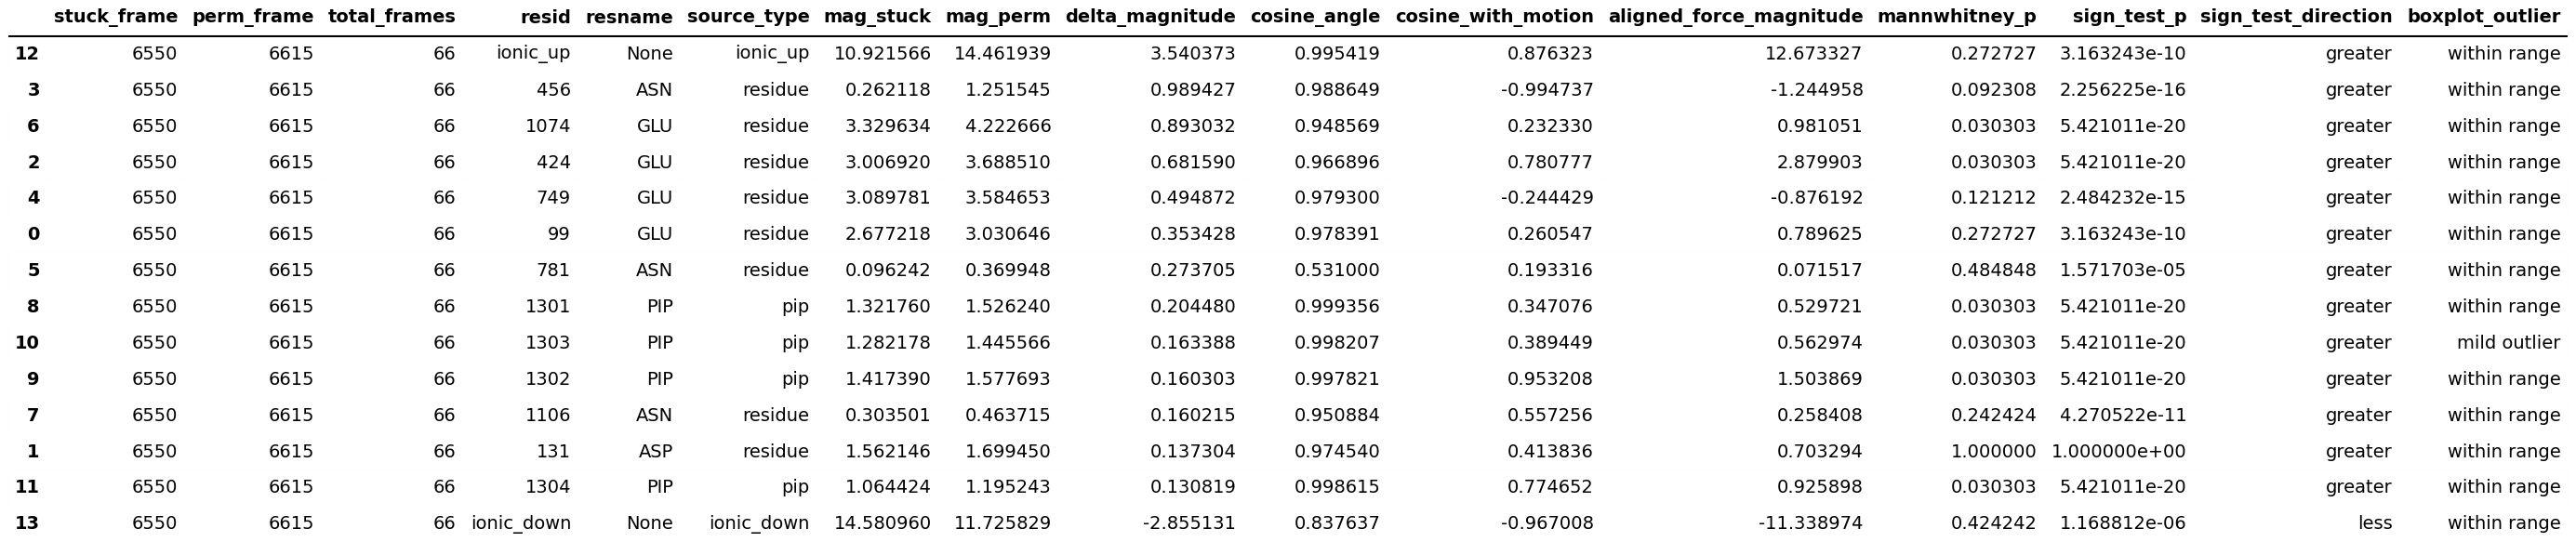 stuck_frame perm_frame total_frames resid resname source_type mag_stuck mag_perm delta_magnitude cosine_angle cosine_with_motion aligned_force_magnitude mannwhitney_p sign_test_p sign_test_direction boxplot_outlier
12 6550 6615 66 ionic_up None ionic_up 10.921566 14.461939 3.540373 0.995419 0.876323 12.673327 0.272727 3.163243e-10 greater within range
3 6550 6615 66 456 ASN residue 0.262118 1.251545 0.989427 0.988649 -0.994737 -1.244958 0.092308 2.256225e-16 greater within range
6 6550 6615 66 1074 GLU residue 3.329634 4.222666 0.893032 0.948569 0.232330 0.981051 0.030303 5.421011e-20 greater within range
2 6550 6615 66 424 GLU residue 3.006920 3.688510 0.681590 0.966896 0.780777 2.879903 0.030303 5.421011e-20 greater within range
4 6550 6615 66 749 GLU residue 3.089781 3.584653 0.494872 0.979300 -0.244429 -0.876192 0.121212 2.484232e-15 greater within range
0 6550 6615 66 99 GLU residue 2.677218 3.030646 0.353428 0.978391 0.260547 0.789625 0.272727 3.163243e-10 greater within range
5 6550 6615 66 781 ASN residue 0.096242 0.369948 0.273705 0.531000 0.193316 0.071517 0.484848 1.571703e-05 greater within range
8 6550 6615 66 1301 PIP pip 1.321760 1.526240 0.204480 0.999356 0.347076 0.529721 0.030303 5.421011e-20 greater within range
10 6550 6615 66 1303 PIP pip 1.282178 1.445566 0.163388 0.998207 0.389449 0.562974 0.030303 5.421011e-20 greater mild outlier
9 6550 6615 66 1302 PIP pip 1.417390 1.577693 0.160303 0.997821 0.953208 1.503869 0.030303 5.421011e-20 greater within range
7 6550 6615 66 1106 ASN residue 0.303501 0.463715 0.160215 0.950884 0.557256 0.258408 0.242424 4.270522e-11 greater within range
1 6550 6615 66 131 ASP residue 1.562146 1.699450 0.137304 0.974540 0.413836 0.703294 1.000000 1.000000e+00 greater within range
11 6550 6615 66 1304 PIP pip 1.064424 1.195243 0.130819 0.998615 0.774652 0.925898 0.030303 5.421011e-20 greater within range
13 6550 6615 66 ionic_down None ionic_down 14.580960 11.725829 -2.855131 0.837637 -0.967008 -11.338974 0.424242 1.168812e-06 less within range